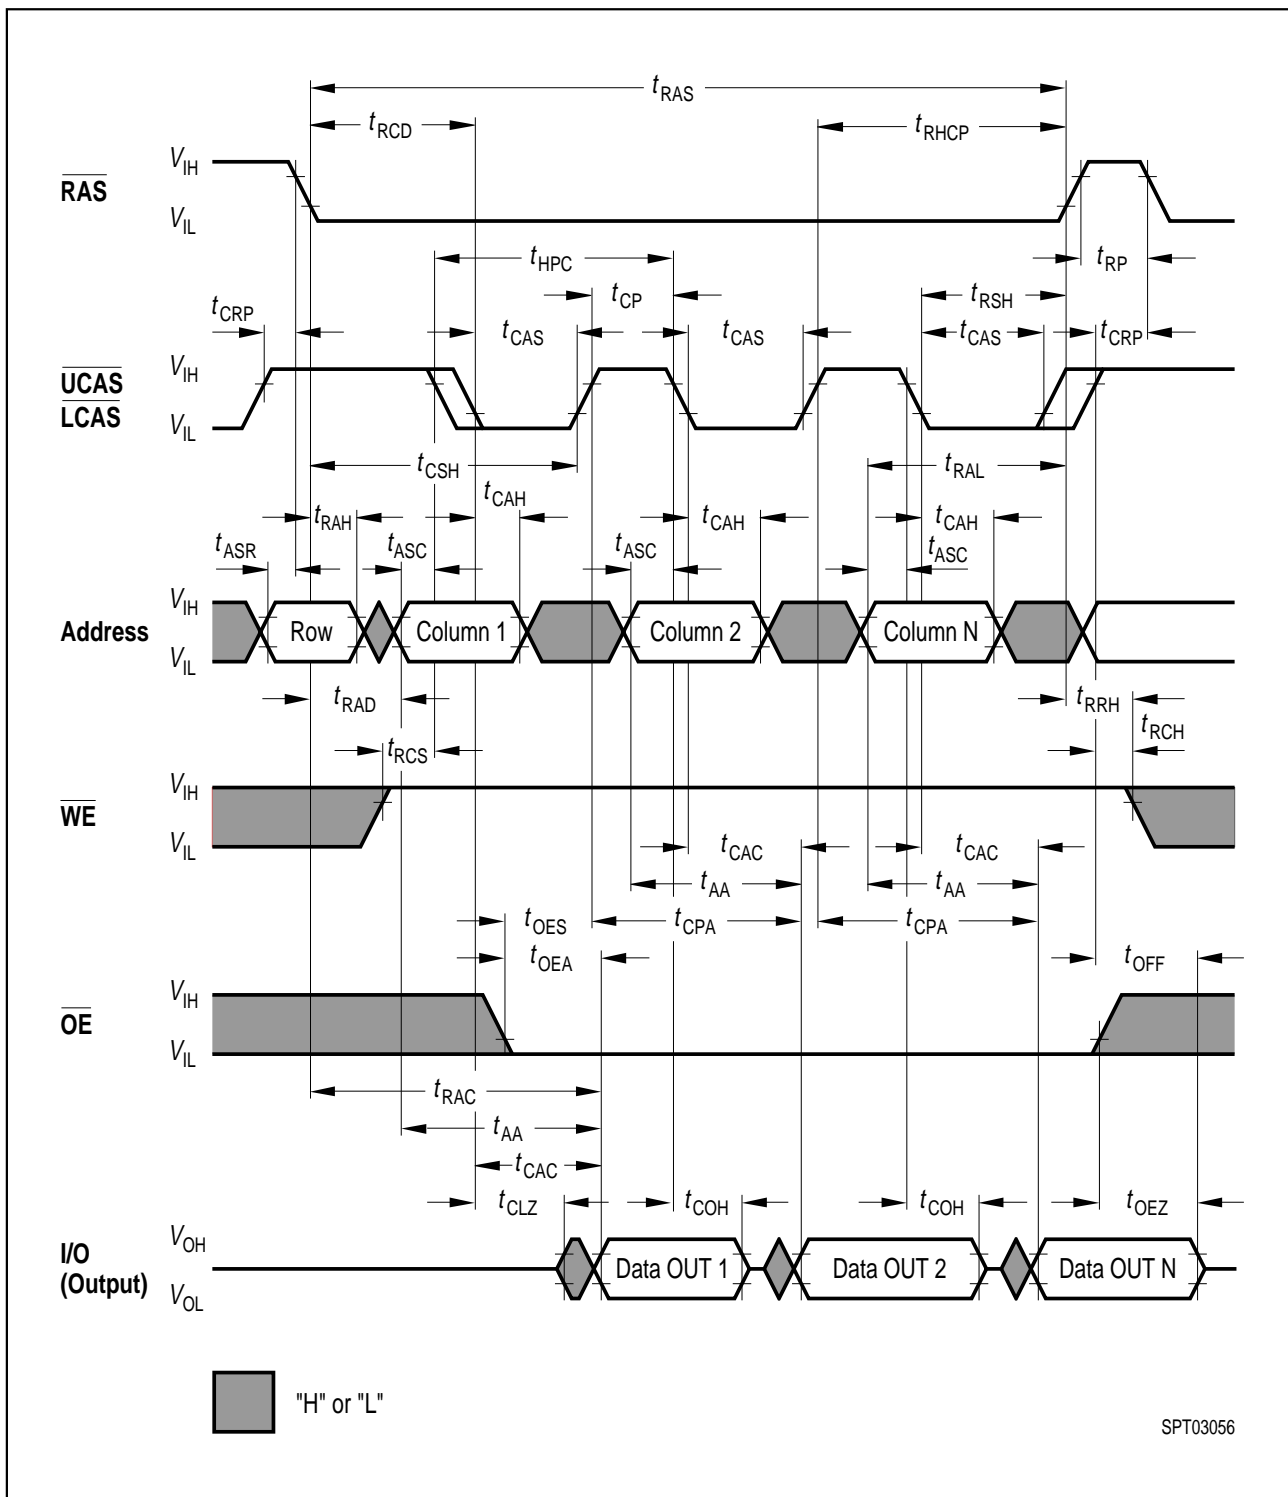 tRAS
tRCD
tRHCP
VIH
RAS
VIL
tHPC
tRP
tCP
tRSH
tCRP
tCAS
tCAS
tCAS
tCRP
VIH
UCAS
LCAS
VIL
tCSH
tRAL
tCAH
tRAH
tCAH
tCAH
tASR
tASC
tASC
tASC
VIH
Address
Row
Column 1
Column 2
Column N
VIL
tRAD
tRRH
tRCH
tRCS
VIH
WE
VIL
tCAC
tCAC
tAA
tAA
tOES
tCPA
tCPA
tOEA
tOFF
VIH
OE
VIL
tRAC
tAA
tCAC
tCLZ
tCOH
tCOH
tOEZ
VOH
I/O
(Output)
Data OUT 1
Data OUT 2
Data OUT N
VOL
"H" or "L"
SPT03056